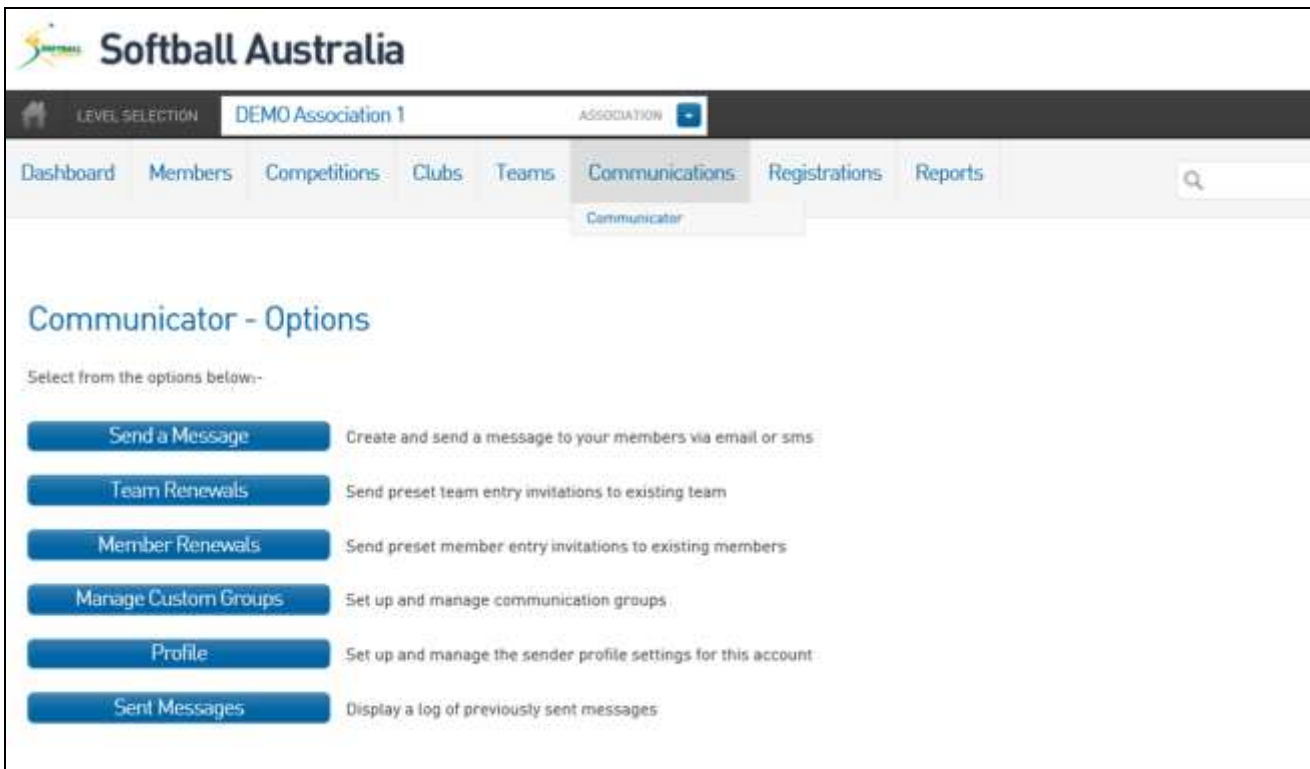 SOFTBALL
Softball Australia
LEVEL SELECTION DEMO Association 1 ASSOCIATION
Dashboard Members Competitions Clubs Teams Communications Registrations Reports
Communicator
Communicator - Options
Select from the options below:-
Send a Message Create and send a message to your members via email or sms
Team Renewals Send preset team entry invitations to existing team
Member Renewals Send preset member entry invitations to existing members
Manage Custom Groups Set up and manage communication groups
Profile Set up and manage the sender profile settings for this account
Sent Messages Display a log of previously sent messages